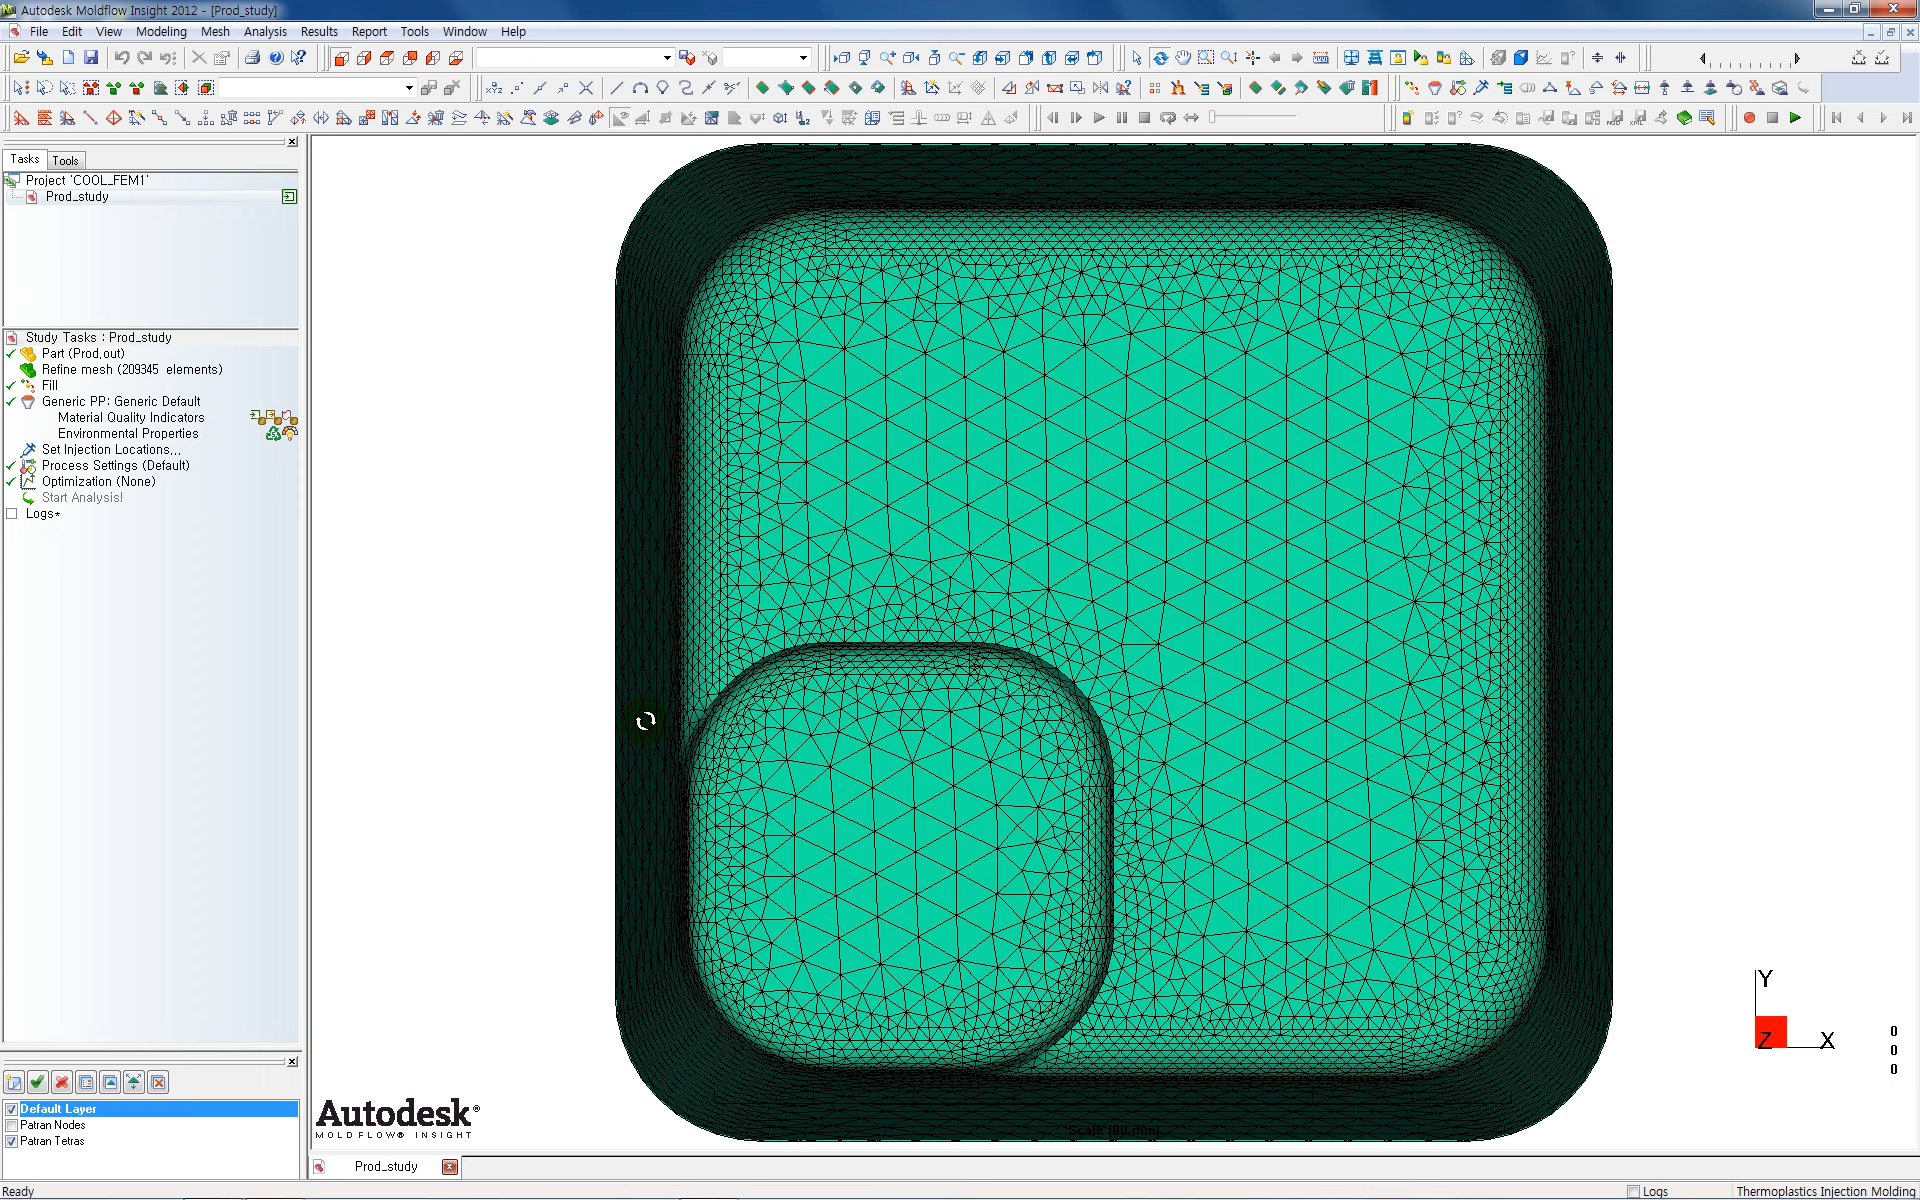 Autodesk Moldflow Insight 2012 - [Prod_study]
File Edit View Modeling Mesh Analysis Results Report Tools Window Help
Tasks Tools
Project 'COOL_FEM1'
Prod_study
Study Tasks : Prod_study
Part (Prod.out)
Refine mesh (209345 elements)
Fill
Generic PP: Generic Default
Material Quality Indicators
Environmental Properties
Set Injection Locations...
Process Settings (Default)
Optimization (None)
Start Analysis!
Logs*
Default Layer
Patran Nodes
Patran Tetras
Autodesk®
MOLDFLOW® INSIGHT
Y
Z X
0
0
0
Prod_study
Ready
Logs Thermoplastics Injection Molding